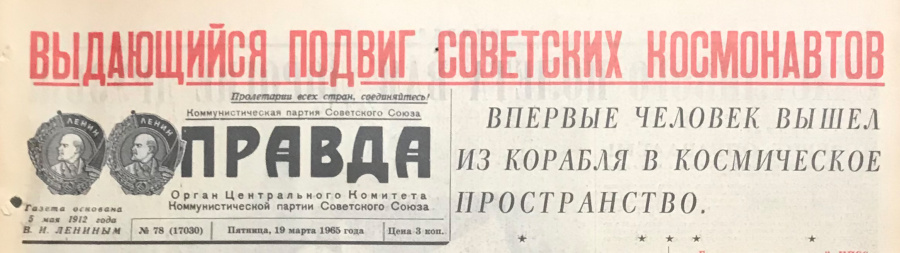 ВЫДАЮЩИЙСЯ ПОДВИГ СОВЕТСКИХ КОСМОНАВТОВ
Пролетарии всех стран, соединяйтесь!
Коммунистическая партия Советского Союза
ЛЕНИН
ЛЕНИН
ПРАВДА
Орган Центрального Комитета
Коммунистической партии Советского Союза
Газета основана
5 мая 1912 года
В. И. ЛЕНИНЫМ
№ 78 (17030)
Пятница, 19 марта 1965 года
Цена 3 коп.
ВПЕРВЫЕ ЧЕЛОВЕК ВЫШЕЛ
ИЗ КОРАБЛЯ В КОСМИЧЕСКОЕ
ПРОСТРАНСТВО.